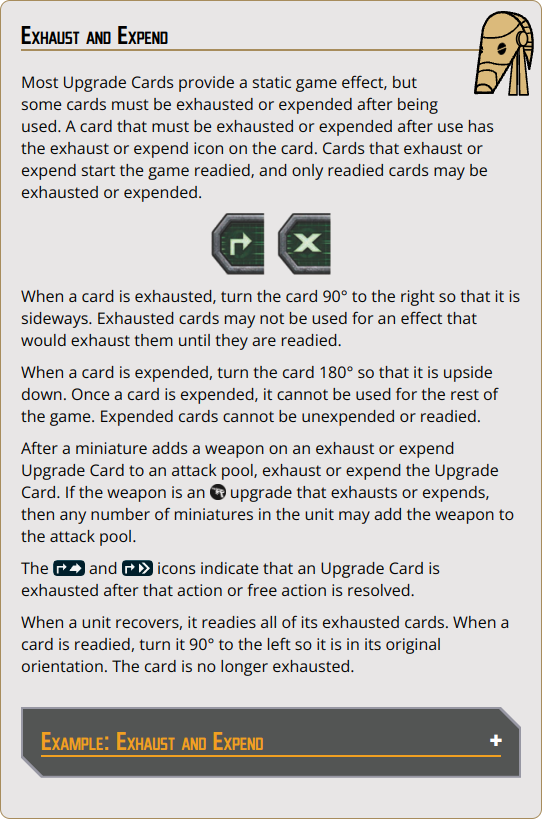 Exhaust and Expend
Most Upgrade Cards provide a static game effect, but
some cards must be exhausted or expended after being
used. A card that must be exhausted or expended after use has
the exhaust or expend icon on the card. Cards that exhaust or
expend start the game readied, and only readied cards may be
exhausted or expended.
When a card is exhausted, turn the card 90° to the right so that it is
sideways. Exhausted cards may not be used for an effect that
would exhaust them until they are readied.
When a card is expended, turn the card 180° so that it is upside
down. Once a card is expended, it cannot be used for the rest of
the game. Expended cards cannot be unexpended or readied.
After a miniature adds a weapon on an exhaust or expend
Upgrade Card to an attack pool, exhaust or expend the Upgrade
Card. If the weapon is an upgrade that exhausts or expends,
then any number of miniatures in the unit may add the weapon to
the attack pool.
The and icons indicate that an Upgrade Card is
exhausted after that action or free action is resolved.
When a unit recovers, it readies all of its exhausted cards. When a
card is readied, turn it 90° to the left so it is in its original
orientation. The card is no longer exhausted.
Example: Exhaust and Expend +